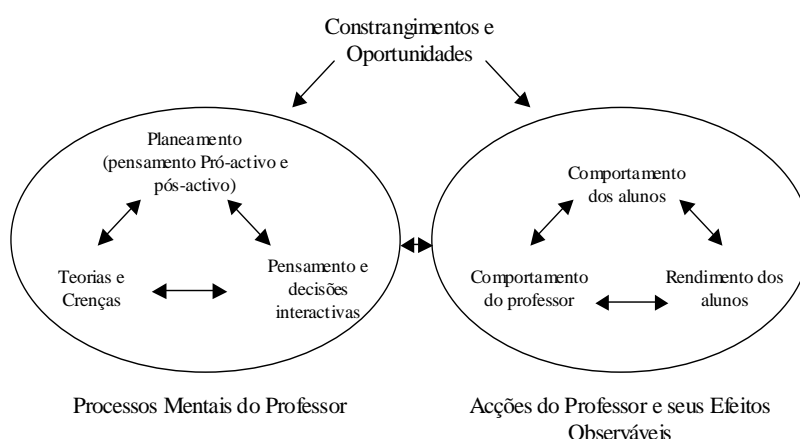 Constrangimentos e
Oportunidades
Planeamento
(pensamento Pró-activo e
pós-activo)
Teorias e
Crenças
Pensamento e
decisões
interactivas
Comportamento
dos alunos
Comportamento
do professor
Rendimento dos
alunos
Processos Mentais do Professor
Acções do Professor e seus Efeitos
Observáveis